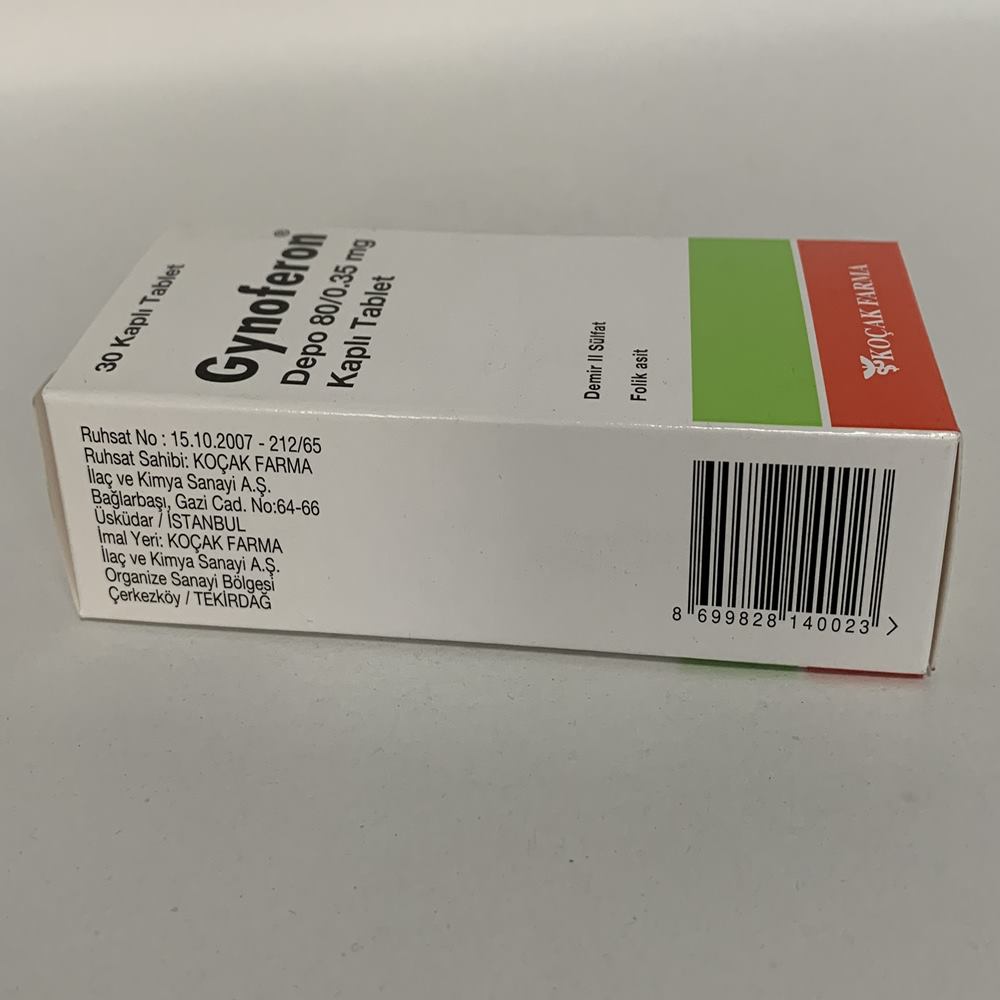 30 Kaplı Tablet
Gynoferon®
Depo 80/0.35 mg
Kaplı Tablet
Demir II Sülfat
Folik asit
KOÇAK FARMA
Ruhsat No : 15.10.2007 - 212/65
Ruhsat Sahibi: KOÇAK FARMA
İlaç ve Kimya Sanayi A.Ş.
Bağlarbaşı, Gazi Cad. No:64-66
Üsküdar / İSTANBUL
İmal Yeri: KOÇAK FARMA
İlaç ve Kimya Sanayi A.Ş.
Organize Sanayi Bölgesi
Çerkezköy / TEKİRDAĞ
8 699828 140023 >